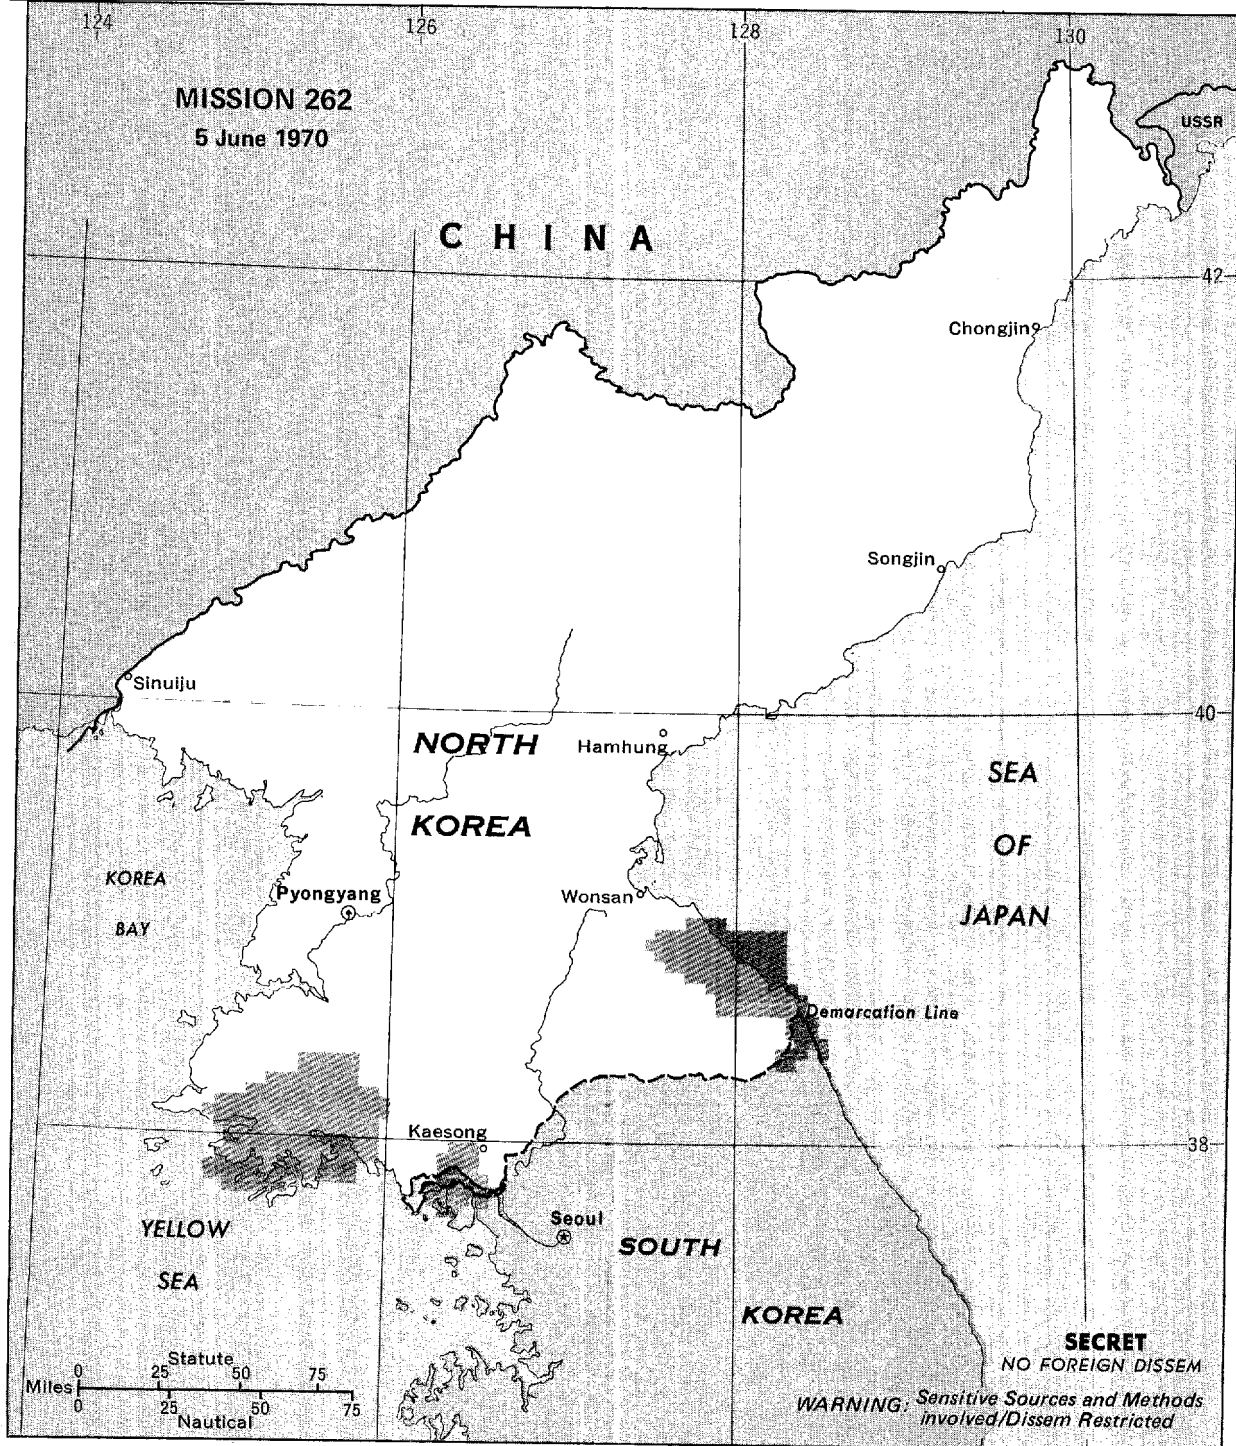 124
126
128
130
MISSION 262
5 June 1970
USSR
CHINA
42
Chongjin
Songjin
Sinuiju
40
NORTH
Hamhung
SEA
KOREA
OF
KOREA
Pyongyang
Wonsan
JAPAN
BAY
Demarcation Line
Kaesong
38
YELLOW
Seoul
SOUTH
SEA
KOREA
SECRET
NO FOREIGN DISSEM
Statute
0 25 50 75
Miles
0 25 50 75
Nautical
WARNING: Sensitive Sources and Methods
involved/Dissem Restricted